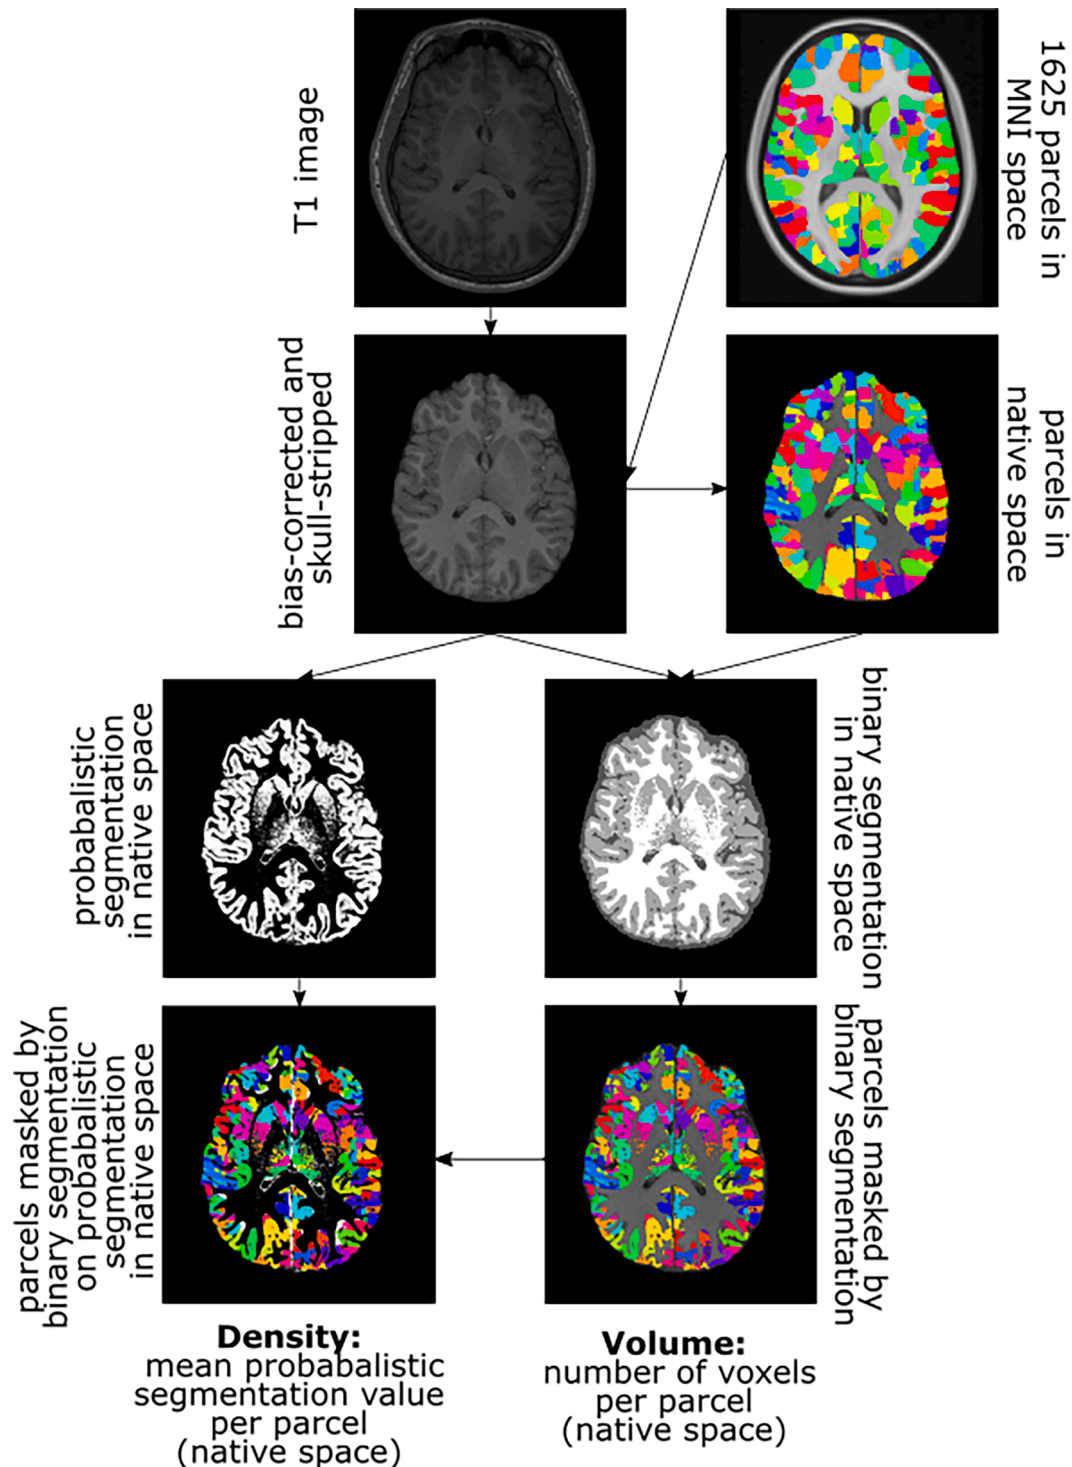 T1 image
1625 parcels in
MNI space
bias-corrected and
skull-stripped
parcels in
native space
probabalistic
segmentation
in native space
binary segmentation
in native space
parcels masked by
binary segmentation
on probabalistic
segmentation
in native space
parcels masked by
binary segmentation
Density:
mean probabalistic
segmentation value
per parcel
(native space)
Volume:
number of voxels
per parcel
(native space)